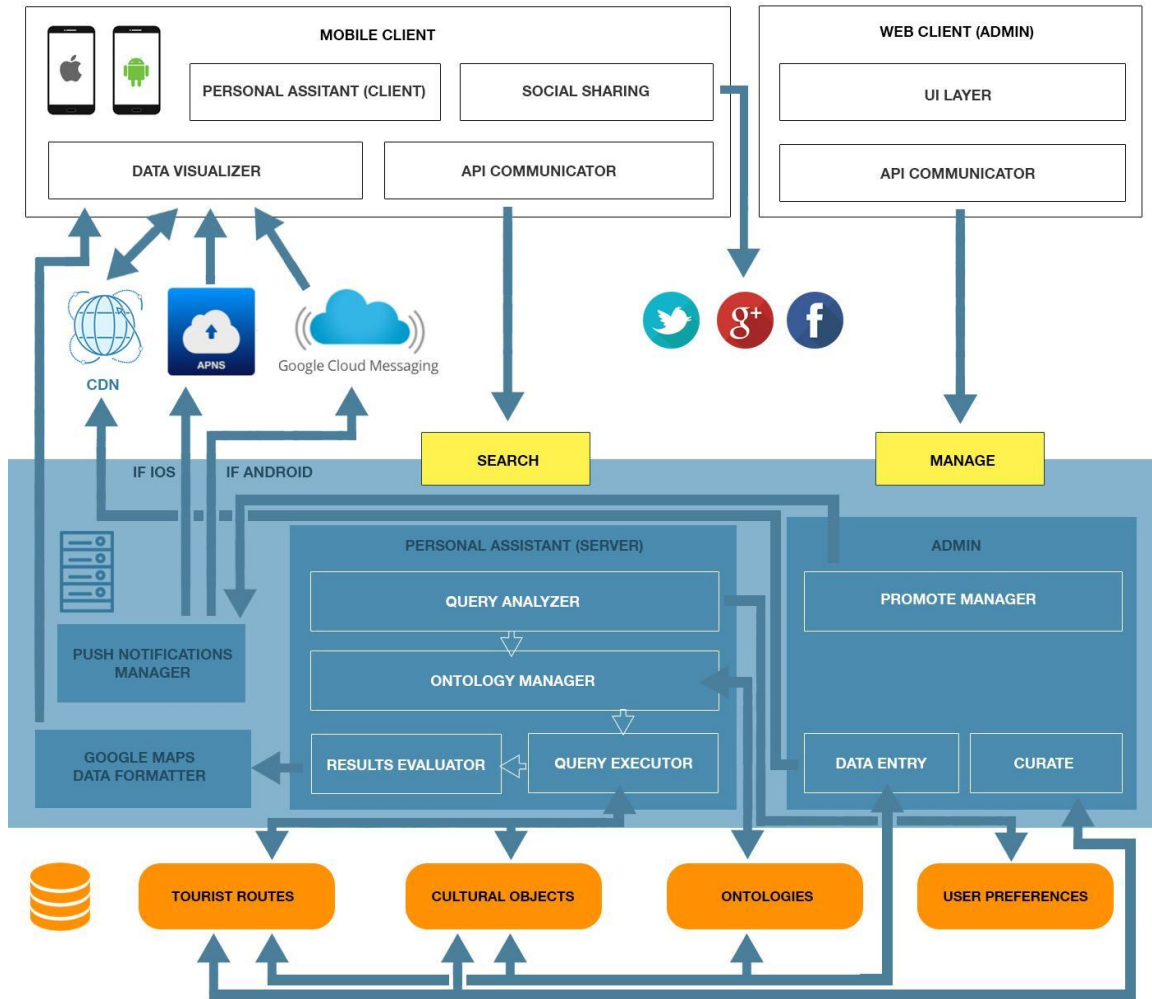 MOBILE CLIENT
WEB CLIENT (ADMIN)
PERSONAL ASSITANT (CLIENT)
SOCIAL SHARING
UI LAYER
DATA VISUALIZER
API COMMUNICATOR
API COMMUNICATOR
g+
f
APNS
Google Cloud Messaging
CDN
SEARCH
MANAGE
IF IOS
IF ANDROID
PERSONAL ASSISTANT (SERVER)
ADMIN
QUERY ANALYZER
PROMOTE MANAGER
PUSH NOTIFICATIONS
MANAGER
ONTOLOGY MANAGER
GOOGLE MAPS
DATA FORMATTER
RESULTS EVALUATOR
QUERY EXECUTOR
DATA ENTRY
CURATE
TOURIST ROUTES
CULTURAL OBJECTS
ONTOLOGIES
USER PREFERENCES